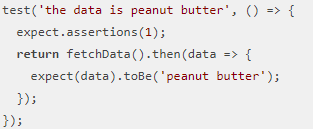 test('the data is peanut butter', () => {
  expect.assertions(1);
  return fetchData().then(data => {
    expect(data).toBe('peanut butter');
  });
});